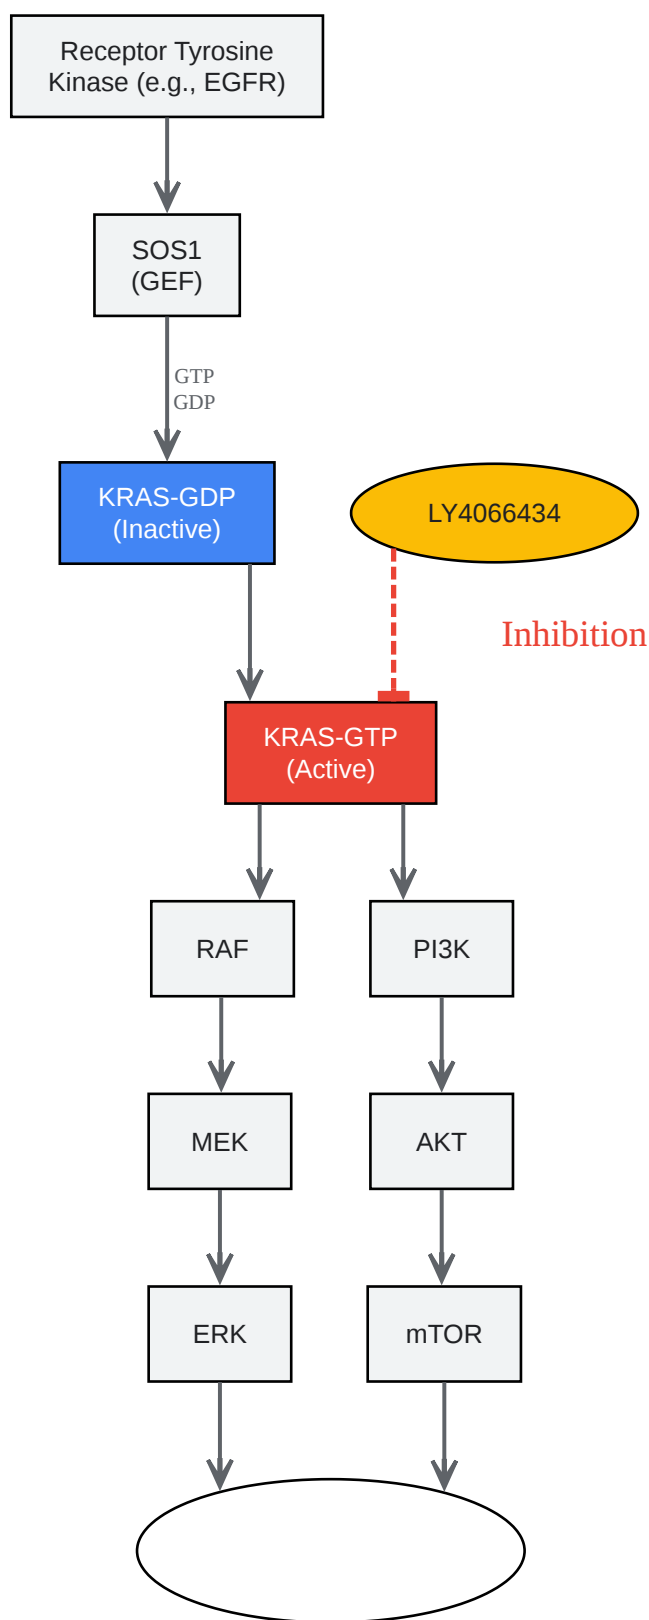 Receptor Tyrosine
Kinase (e.g., EGFR)
SOS1
(GEF)
GTP
GDP
KRAS-GDP
(Inactive)
LY4066434
Inhibition
KRAS-GTP
(Active)
RAF
PI3K
MEK
AKT
ERK
mTOR